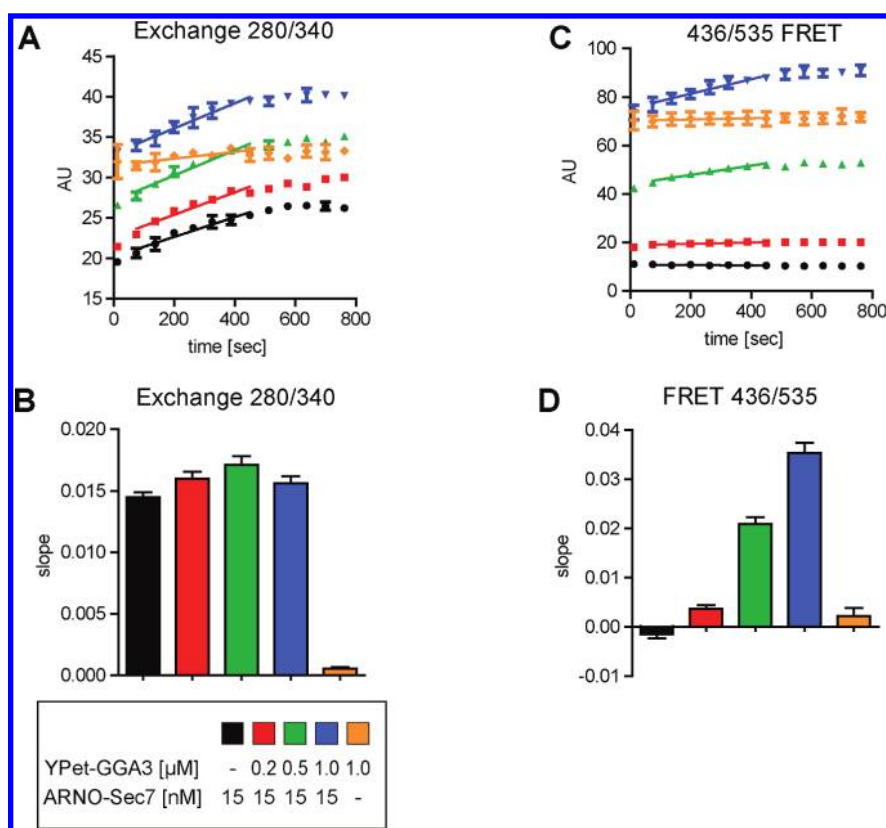 A
Exchange 280/340
45
40
35
30
25
20
15
AU
0 200 400 600 800
time [sec]
C
436/535 FRET
100
80
60
40
20
0
AU
0 200 400 600 800
time [sec]
B
Exchange 280/340
0.020
0.015
0.010
0.005
0.000
slope
D
FRET 436/535
0.04
0.03
0.02
0.01
0.00
-0.01
slope
YPet-GGA3 [µM] - 0.2 0.5 1.0 1.0
ARNO-Sec7 [nM] 15 15 15 15 -